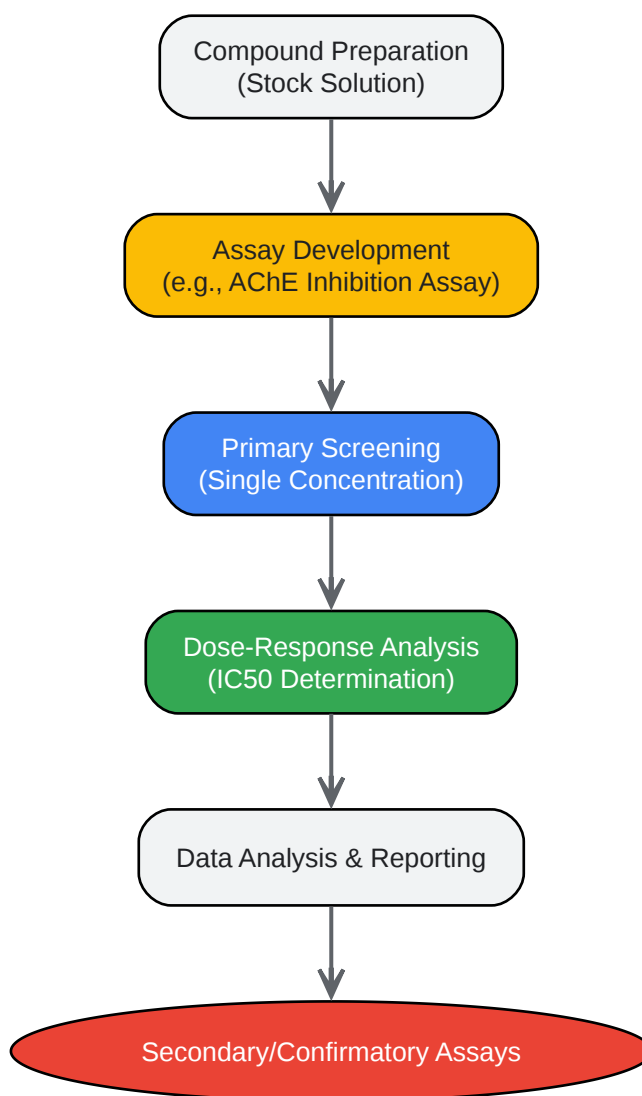 Compound Preparation
(Stock Solution)
Assay Development
(e.g., AChE Inhibition Assay)
Primary Screening
(Single Concentration)
Dose-Response Analysis
(IC50 Determination)
Data Analysis & Reporting
Secondary/Confirmatory Assays